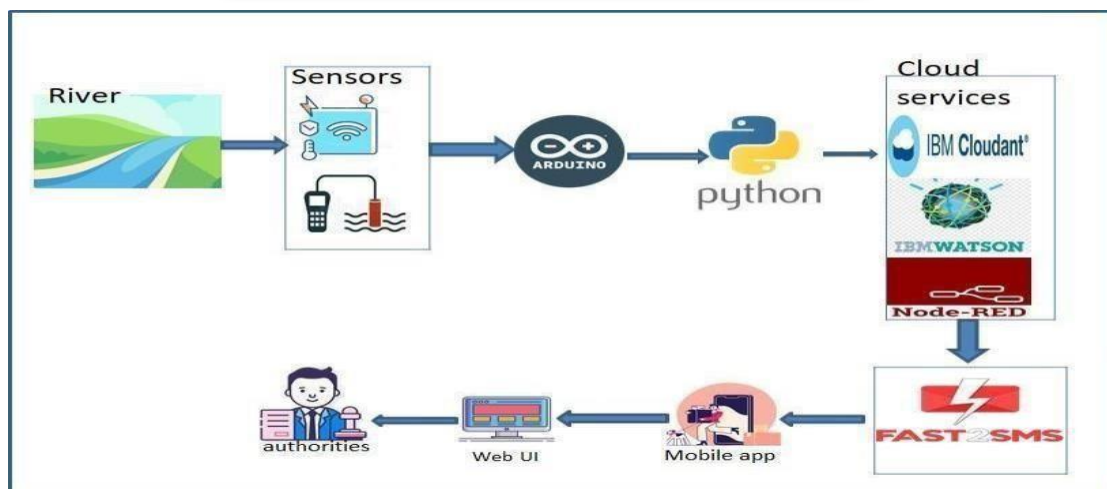 River
Sensors
ARDUINO
python
Cloud
services
IBM Cloudant®
IBMWATSON
Node-RED
FAST2SMS
Mobile app
Web UI
authorities